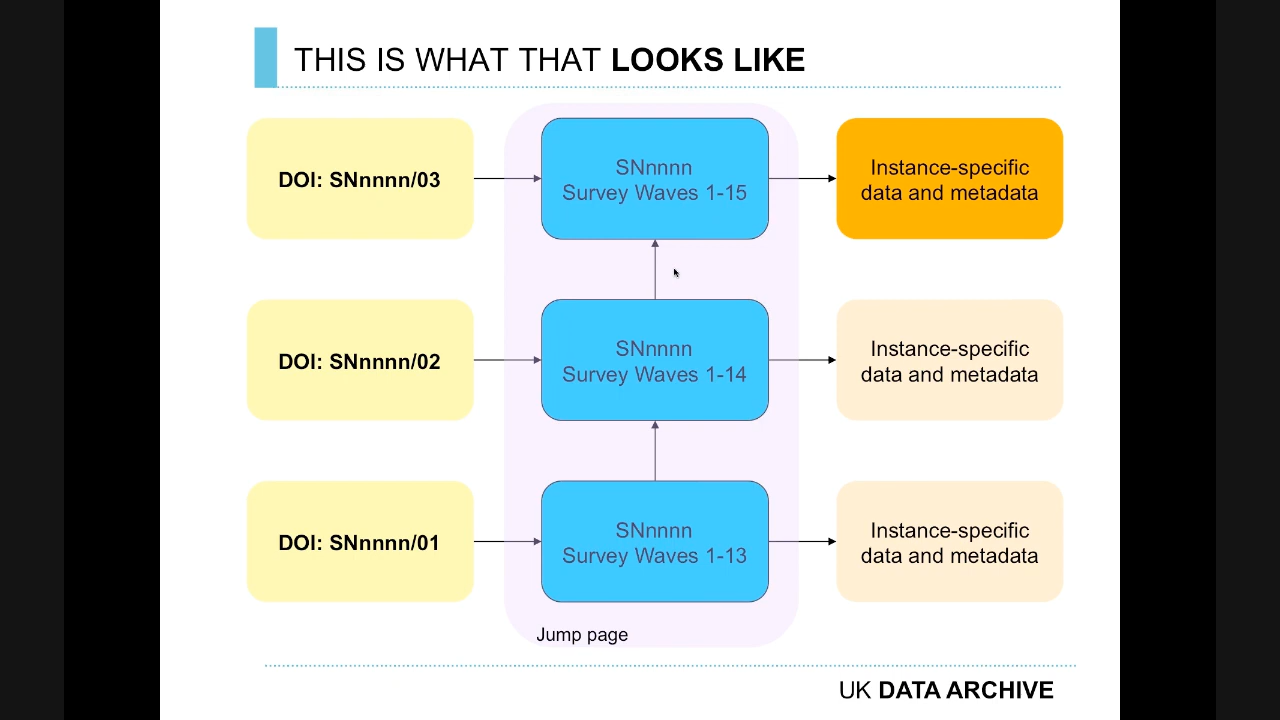 THIS IS WHAT THAT LOOKS LIKE
DOI: SNnnnn/03
SNnnnn
Survey Waves 1-15
Instance-specific
data and metadata
DOI: SNnnnn/02
SNnnnn
Survey Waves 1-14
Instance-specific
data and metadata
DOI: SNnnnn/01
SNnnnn
Survey Waves 1-13
Instance-specific
data and metadata
Jump page
UK DATA ARCHIVE